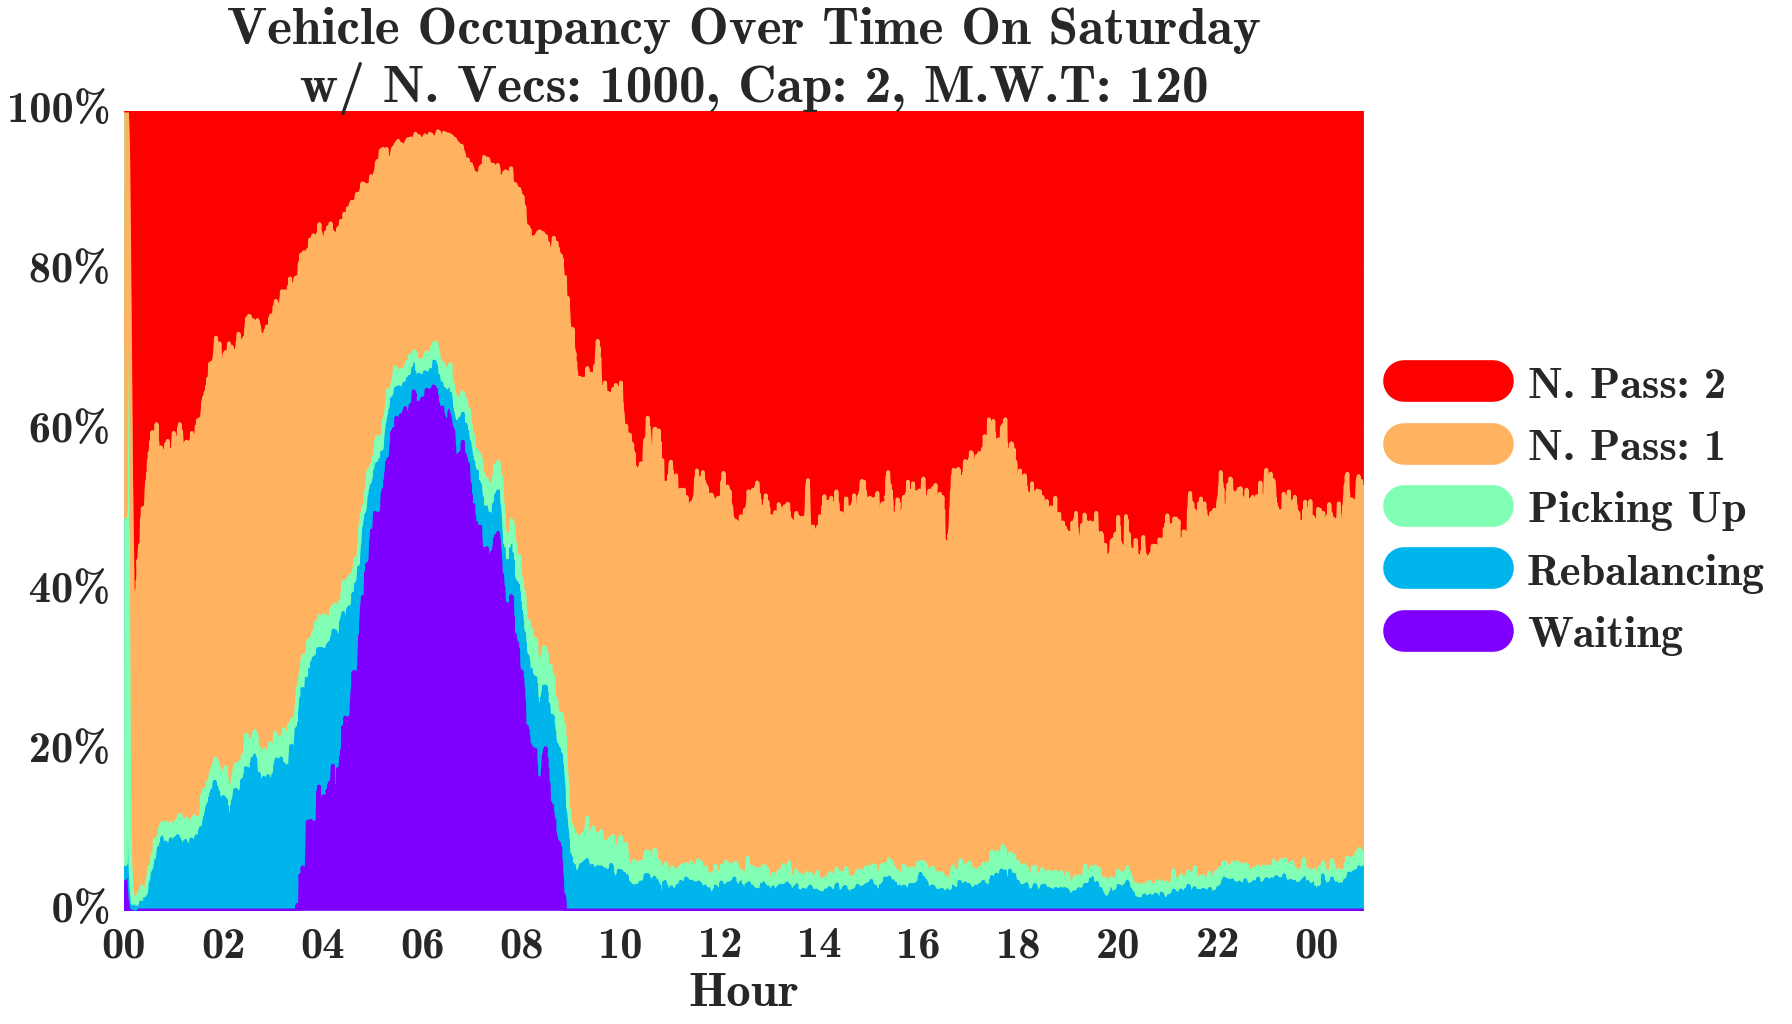 Vehicle Occupancy Over Time On Saturday
w/ N. Vecs: 1000, Cap: 2, M.W.T: 120
100%
80%
60%
40%
20%
0%
00 02 04 06 08 10 12 14 16 18 20 22 00
Hour
N. Pass: 2
N. Pass: 1
Picking Up
Rebalancing
Waiting